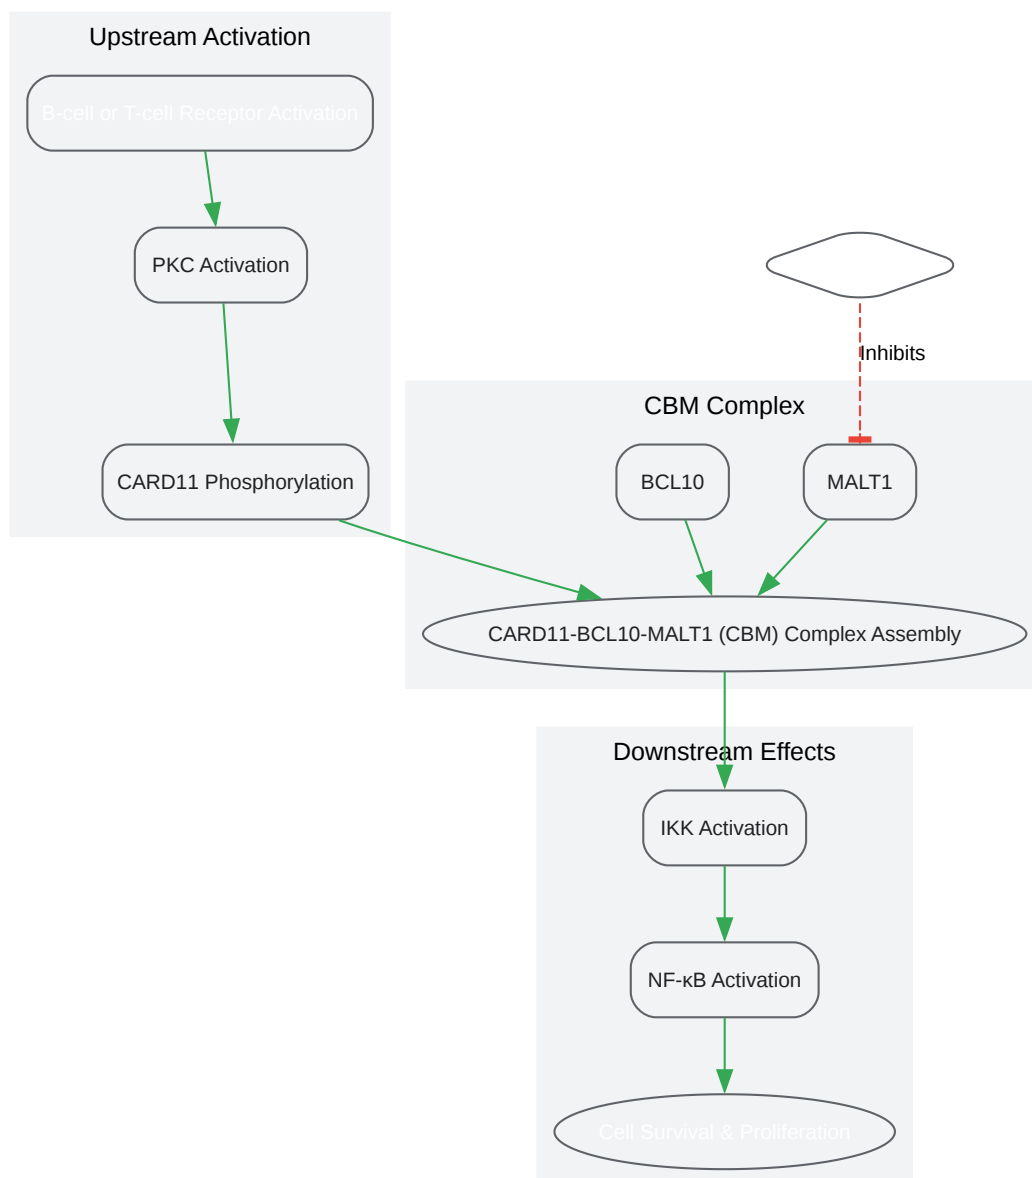 Upstream Activation
B-cell or T-cell Receptor Activation
PKC Activation
Inhibits
CBM Complex
CARD11 Phosphorylation
BCL10
MALT1
CARD11-BCL10-MALT1 (CBM) Complex Assembly
Downstream Effects
IKK Activation
NF-κB Activation
Cell Survival & Proliferation